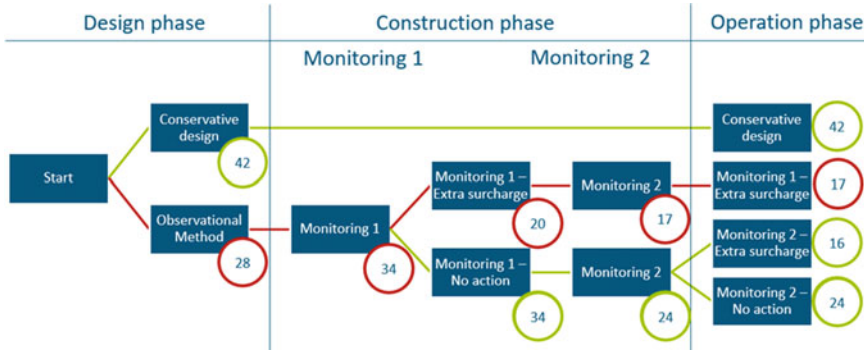 Design phase
Construction phase
Operation phase
Monitoring 1
Monitoring 2
Start
Conservative
design
42
Observational
Method
28
Monitoring 1
34
Monitoring 1 –
Extra surcharge
20
Monitoring 1 –
No action
34
Monitoring 2
17
Monitoring 2
24
Conservative
design
42
Monitoring 1 –
Extra surcharge
17
Monitoring 2 –
Extra surcharge
16
Monitoring 2 –
No action
24